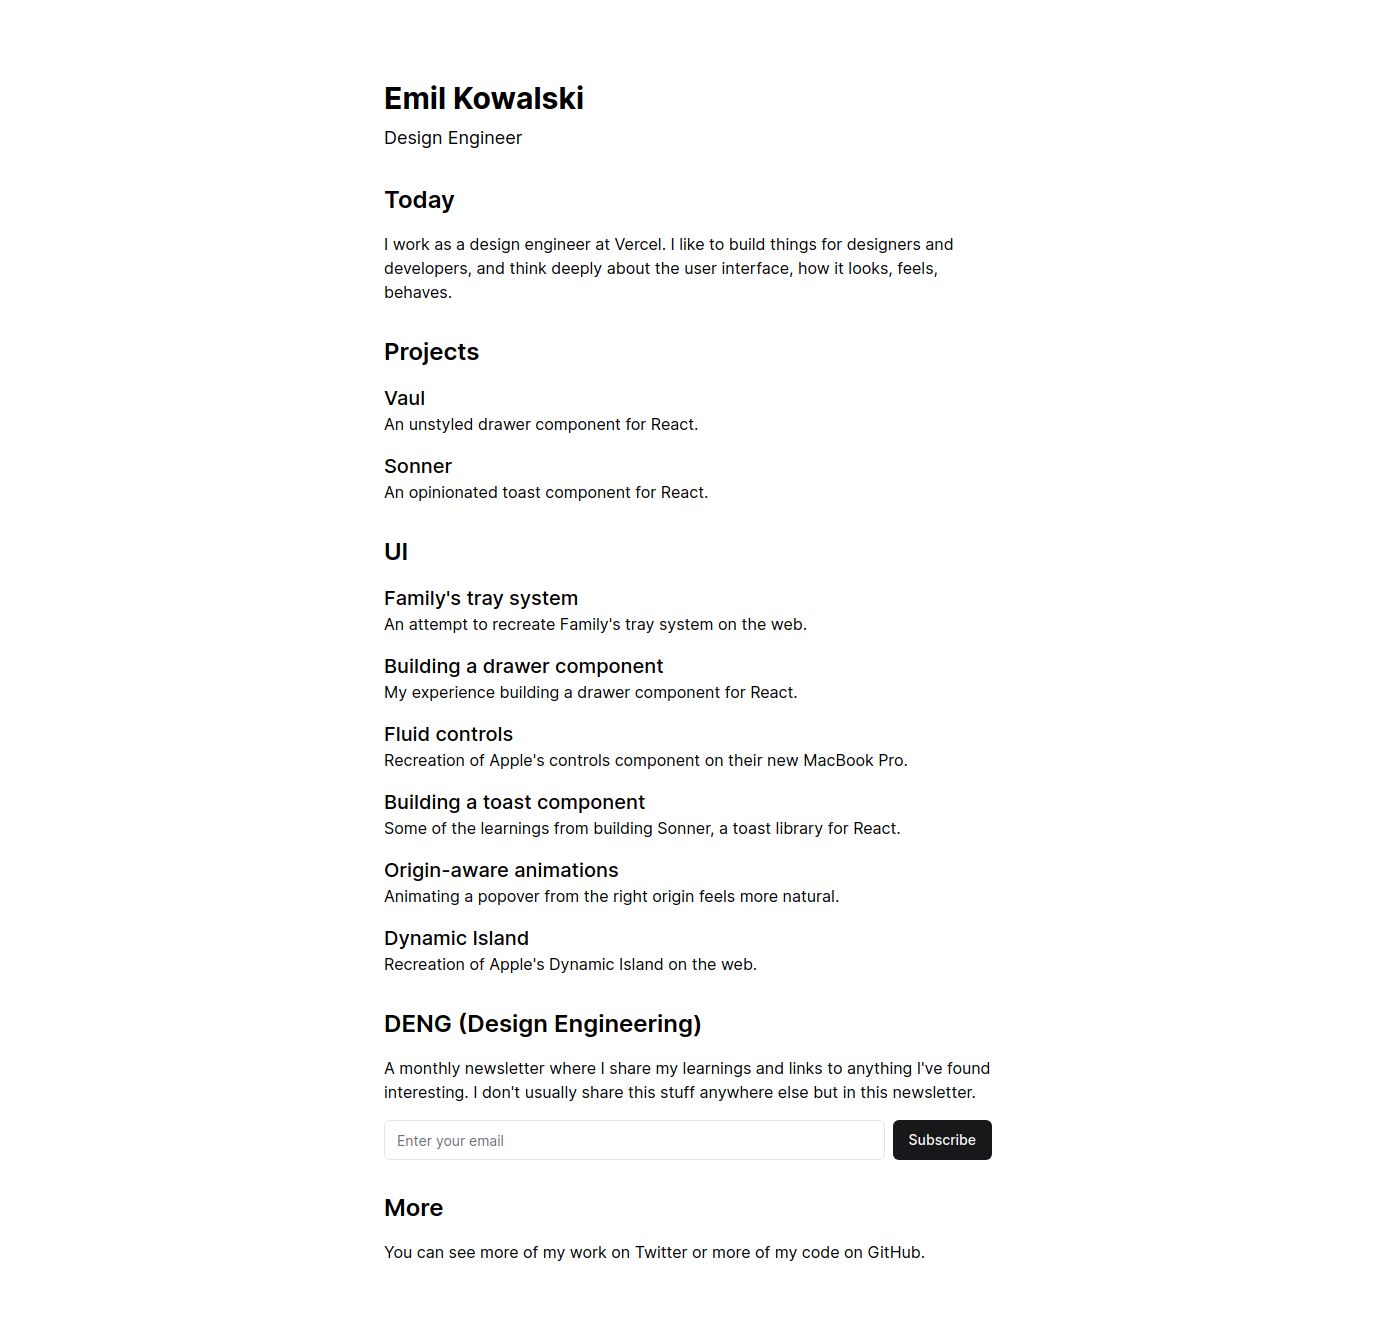 Emil Kowalski
Design Engineer
Today
I work as a design engineer at Vercel. I like to build things for designers and
developers, and think deeply about the user interface, how it looks, feels,
behaves.
Projects
Vaul
An unstyled drawer component for React.
Sonner
An opinionated toast component for React.
UI
Family's tray system
An attempt to recreate Family's tray system on the web.
Building a drawer component
My experience building a drawer component for React.
Fluid controls
Recreation of Apple's controls component on their new MacBook Pro.
Building a toast component
Some of the learnings from building Sonner, a toast library for React.
Origin-aware animations
Animating a popover from the right origin feels more natural.
Dynamic Island
Recreation of Apple's Dynamic Island on the web.
DENG (Design Engineering)
A monthly newsletter where I share my learnings and links to anything I've found
interesting. I don't usually share this stuff anywhere else but in this newsletter.
Enter your email Subscribe
More
You can see more of my work on Twitter or more of my code on GitHub.